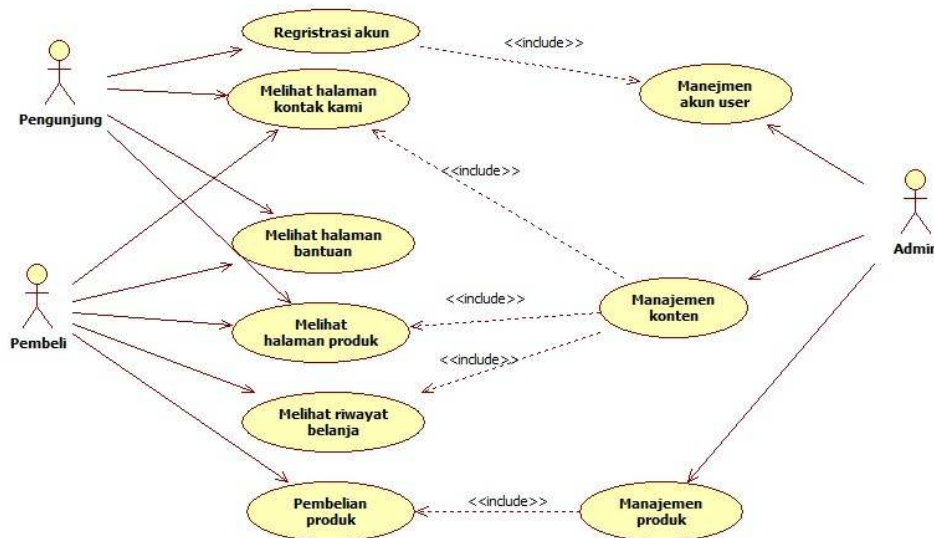 Regristrasi akun
<<include>>
Pengunjung
Melihat halaman
kontak kami
Manejmen
akun user
<<include>>
Admin
Melihat halaman
bantuan
Pembeli
Melihat
halaman produk
<<include>>
Manajemen
konten
<<include>>
Melihat riwayat
belanja
Pembelian
produk
<<include>>
Manajemen
produk